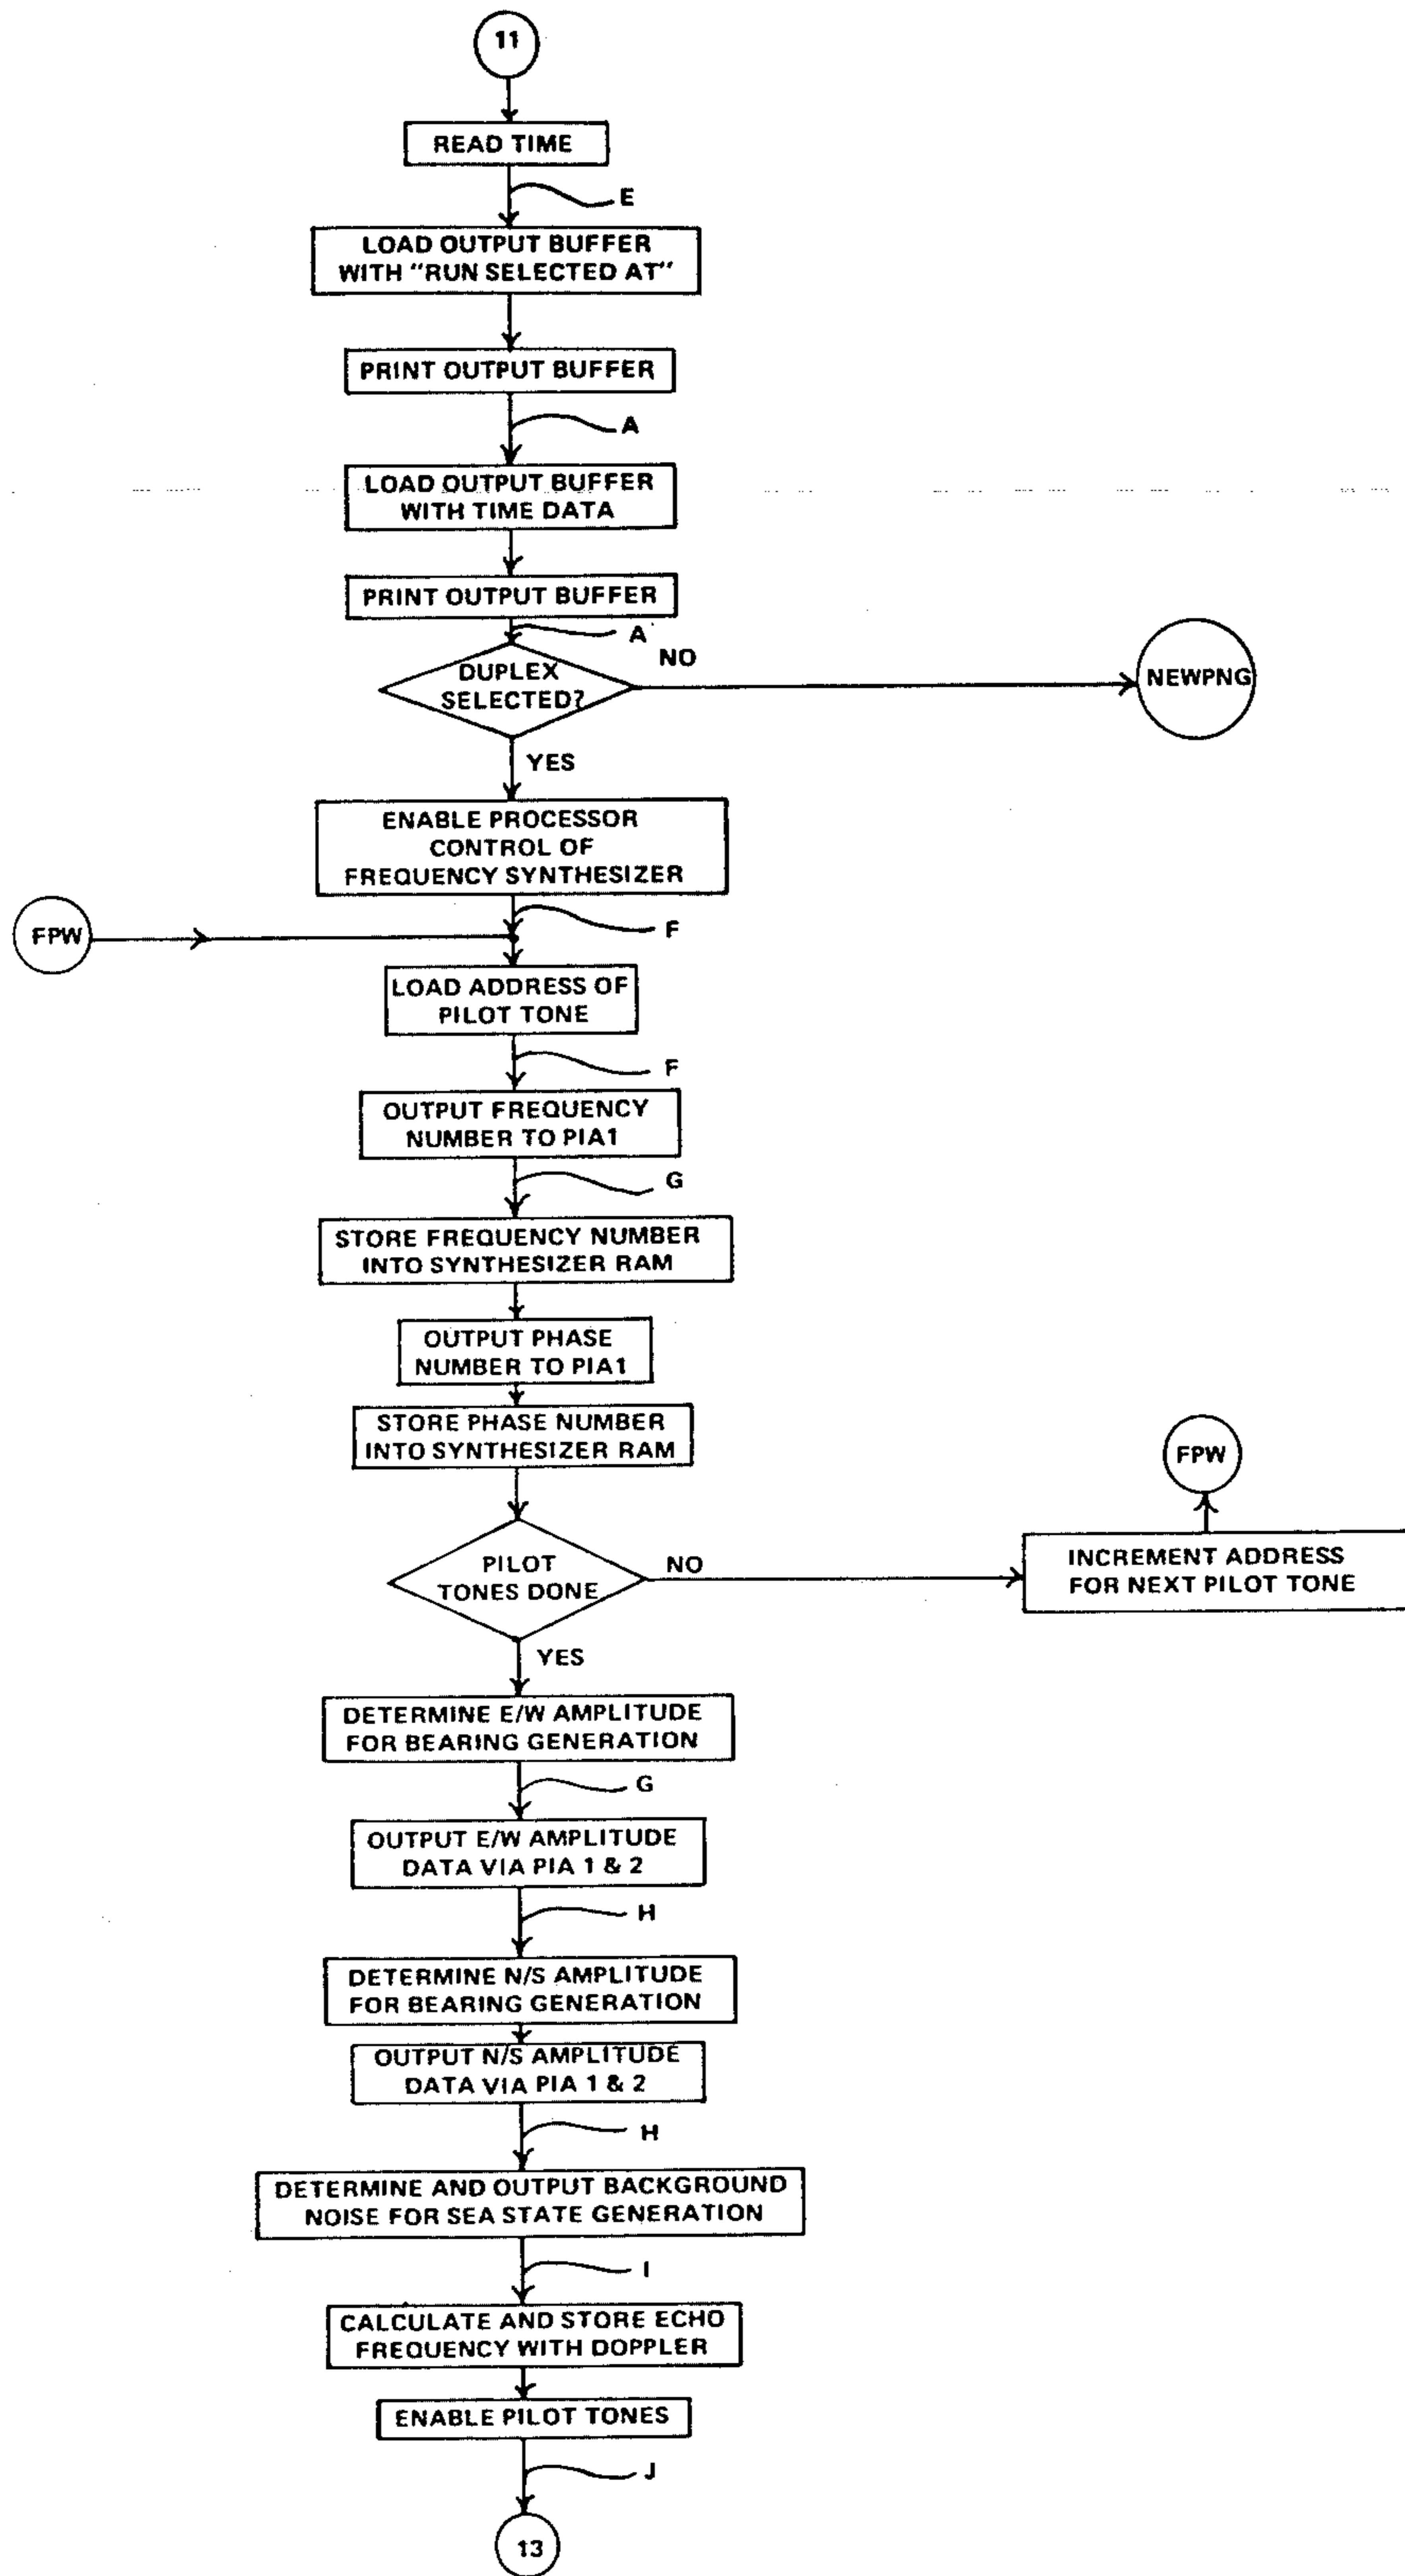 11
READ TIME
E
LOAD OUTPUT BUFFER
WITH "RUN SELECTED AT"
PRINT OUTPUT BUFFER
A
LOAD OUTPUT BUFFER
WITH TIME DATA
PRINT OUTPUT BUFFER
A
DUPLEX
SELECTED?
NO
NEWPNG
YES
ENABLE PROCESSOR
CONTROL OF
FREQUENCY SYNTHESIZER
FPW
F
LOAD ADDRESS OF
PILOT TONE
F
OUTPUT FREQUENCY
NUMBER TO PIA1
G
STORE FREQUENCY NUMBER
INTO SYNTHESIZER RAM
OUTPUT PHASE
NUMBER TO PIA1
STORE PHASE NUMBER
INTO SYNTHESIZER RAM
FPW
PILOT
TONES DONE
NO
INCREMENT ADDRESS
FOR NEXT PILOT TONE
YES
DETERMINE E/W AMPLITUDE
FOR BEARING GENERATION
G
OUTPUT E/W AMPLITUDE
DATA VIA PIA 1 & 2
H
DETERMINE N/S AMPLITUDE
FOR BEARING GENERATION
OUTPUT N/S AMPLITUDE
DATA VIA PIA 1 & 2
H
DETERMINE AND OUTPUT BACKGROUND
NOISE FOR SEA STATE GENERATION
I
CALCULATE AND STORE ECHO
FREQUENCY WITH DOPPLER
ENABLE PILOT TONES
J
13